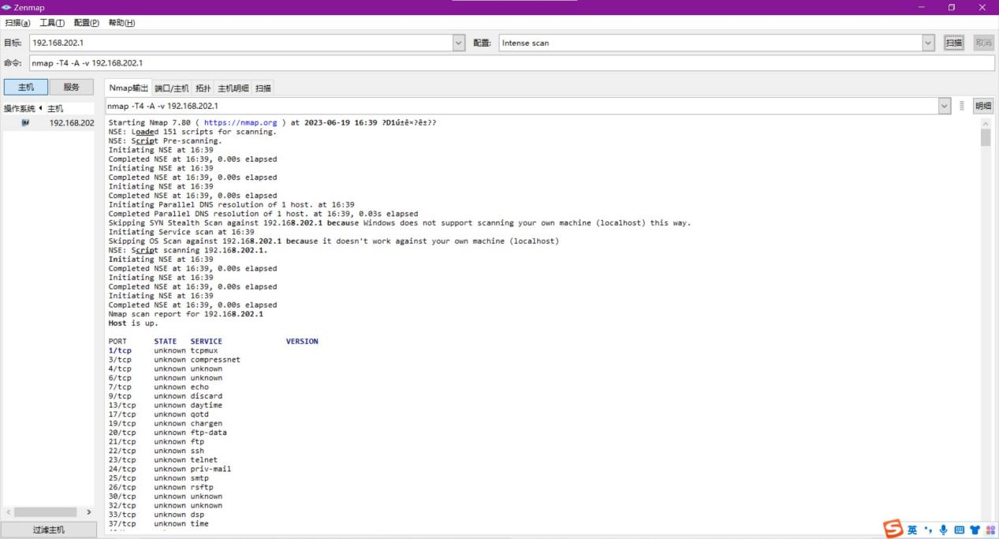 Zenmap
扫描(a) 工具(T) 配置(P) 帮助(H)
目标: 192.168.202.1 配置: Intense scan 扫描 取消
命令: nmap -T4 -A -v 192.168.202.1
主机 服务 Nmap输出 端口/主机 拓扑 主机明细 扫描
操作系统 主机
nmap -T4 -A -v 192.168.202.1 明细
192.168.202
Starting Nmap 7.80 ( https://nmap.org ) at 2023-06-19 16:39 ?D1ú±ê×?ê±??
NSE: Loaded 151 scripts for scanning.
NSE: Script Pre-scanning.
Initiating NSE at 16:39
Completed NSE at 16:39, 0.00s elapsed
Initiating NSE at 16:39
Completed NSE at 16:39, 0.00s elapsed
Initiating NSE at 16:39
Completed NSE at 16:39, 0.00s elapsed
Initiating Parallel DNS resolution of 1 host. at 16:39
Completed Parallel DNS resolution of 1 host. at 16:39, 0.03s elapsed
Skipping SYN Stealth Scan against 192.168.202.1 because Windows does not support scanning your own machine (localhost) this way.
Initiating Service scan at 16:39
Skipping OS Scan against 192.168.202.1 because it doesn't work against your own machine (localhost)
NSE: Script scanning 192.168.202.1.
Initiating NSE at 16:39
Completed NSE at 16:39, 0.00s elapsed
Initiating NSE at 16:39
Completed NSE at 16:39, 0.00s elapsed
Initiating NSE at 16:39
Completed NSE at 16:39, 0.00s elapsed
Nmap scan report for 192.168.202.1
Host is up.
PORT STATE SERVICE VERSION
1/tcp unknown tcpmux
3/tcp unknown compressnet
4/tcp unknown unknown
6/tcp unknown unknown
7/tcp unknown echo
9/tcp unknown discard
13/tcp unknown daytime
17/tcp unknown qotd
19/tcp unknown chargen
20/tcp unknown ftp-data
21/tcp unknown ftp
22/tcp unknown ssh
23/tcp unknown telnet
24/tcp unknown priv-mail
25/tcp unknown smtp
26/tcp unknown rsftp
30/tcp unknown unknown
32/tcp unknown unknown
33/tcp unknown dsp
37/tcp unknown time
过滤主机
S 英